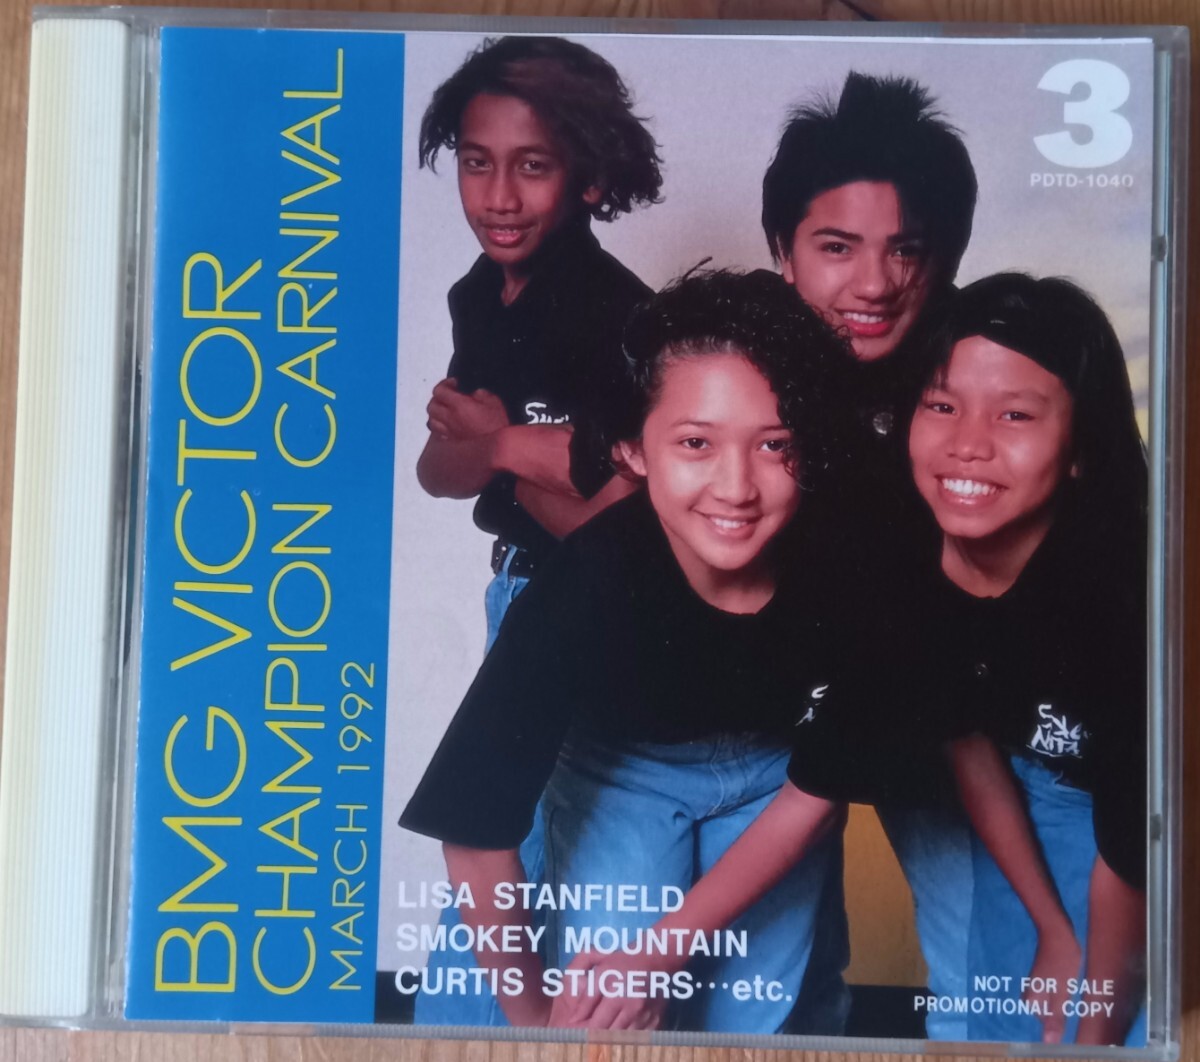 BMG VICTOR
CHAMPION CARNIVAL
MARCH 1992
3
PDTD-1040
LISA STANFIELD
SMOKEY MOUNTAIN
CURTIS STIGERS…etc.
NOT FOR SALE
PROMOTIONAL COPY